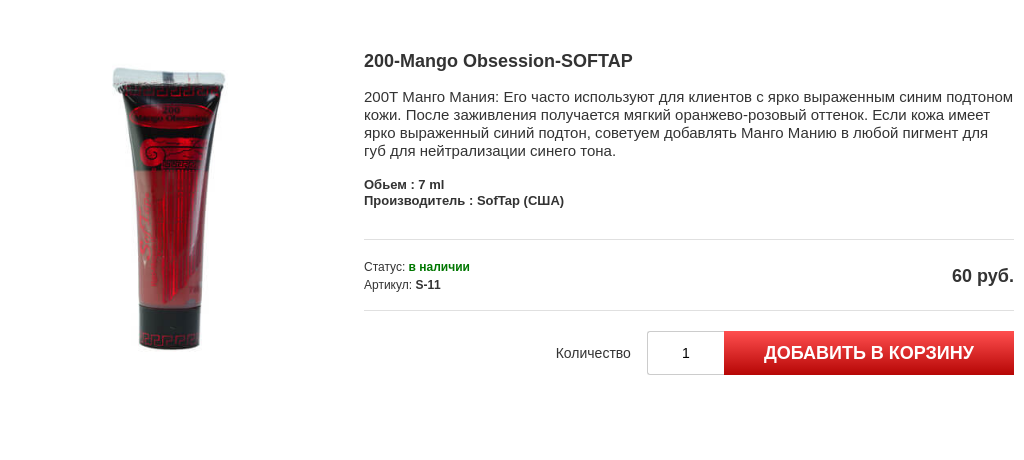 200-Mango Obsession-SOFTAP
200Т Манго Мания: Его часто используют для клиентов с ярко выраженным синим подтоном
кожи. После заживления получается мягкий оранжево-розовый оттенок. Если кожа имеет
ярко выраженный синий подтон, советуем добавлять Манго Манию в любой пигмент для
губ для нейтрализации синего тона.
Обьем : 7 ml
Производитель : SofTap (США)
Статус: в наличии
Артикул: S-11
60 руб.
Количество
1
ДОБАВИТЬ В КОРЗИНУ
200
Mango Obsession